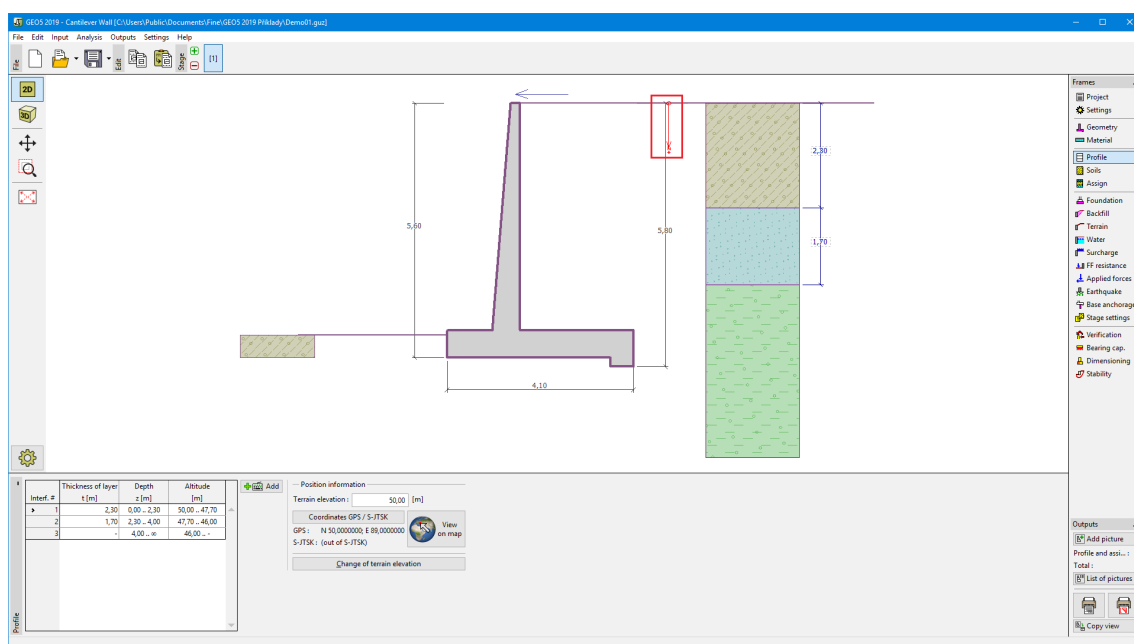 GEO5 2019 - Cantilever Wall [C:\Users\Public\Documents\Fine\GEO5 2019 Příklady\Demo01.guz]
File Edit Input Analysis Outputs Settings Help
File
Edit
Stage
[1]
2D
3D
5,60
5,80
4,10
2,30
1,70
Frames
Project
Settings
Geometry
Material
Profile
Soils
Assign
Foundation
Backfill
Terrain
Water
Surcharge
FF resistance
Applied forces
Earthquake
Base anchorage
Stage settings
Verification
Bearing cap.
Dimensioning
Stability
Profile
Thickness of layer Depth Altitude
Interf. # t [m] z [m] [m]
1 2,30 0,00 .. 2,30 50,00 .. 47,70
2 1,70 2,30 .. 4,00 47,70 .. 46,00
3 - 4,00 .. ∞ 46,00 .. -
Add
Position information
Terrain elevation : 50,00 [m]
Coordinates GPS / S-JTSK
GPS : N 50,0000000; E 89,0000000
S-JTSK : (out of S-JTSK)
View
on map
Change of terrain elevation
Outputs
Add picture
Profile and assi... :
Total :
List of pictures
Copy view